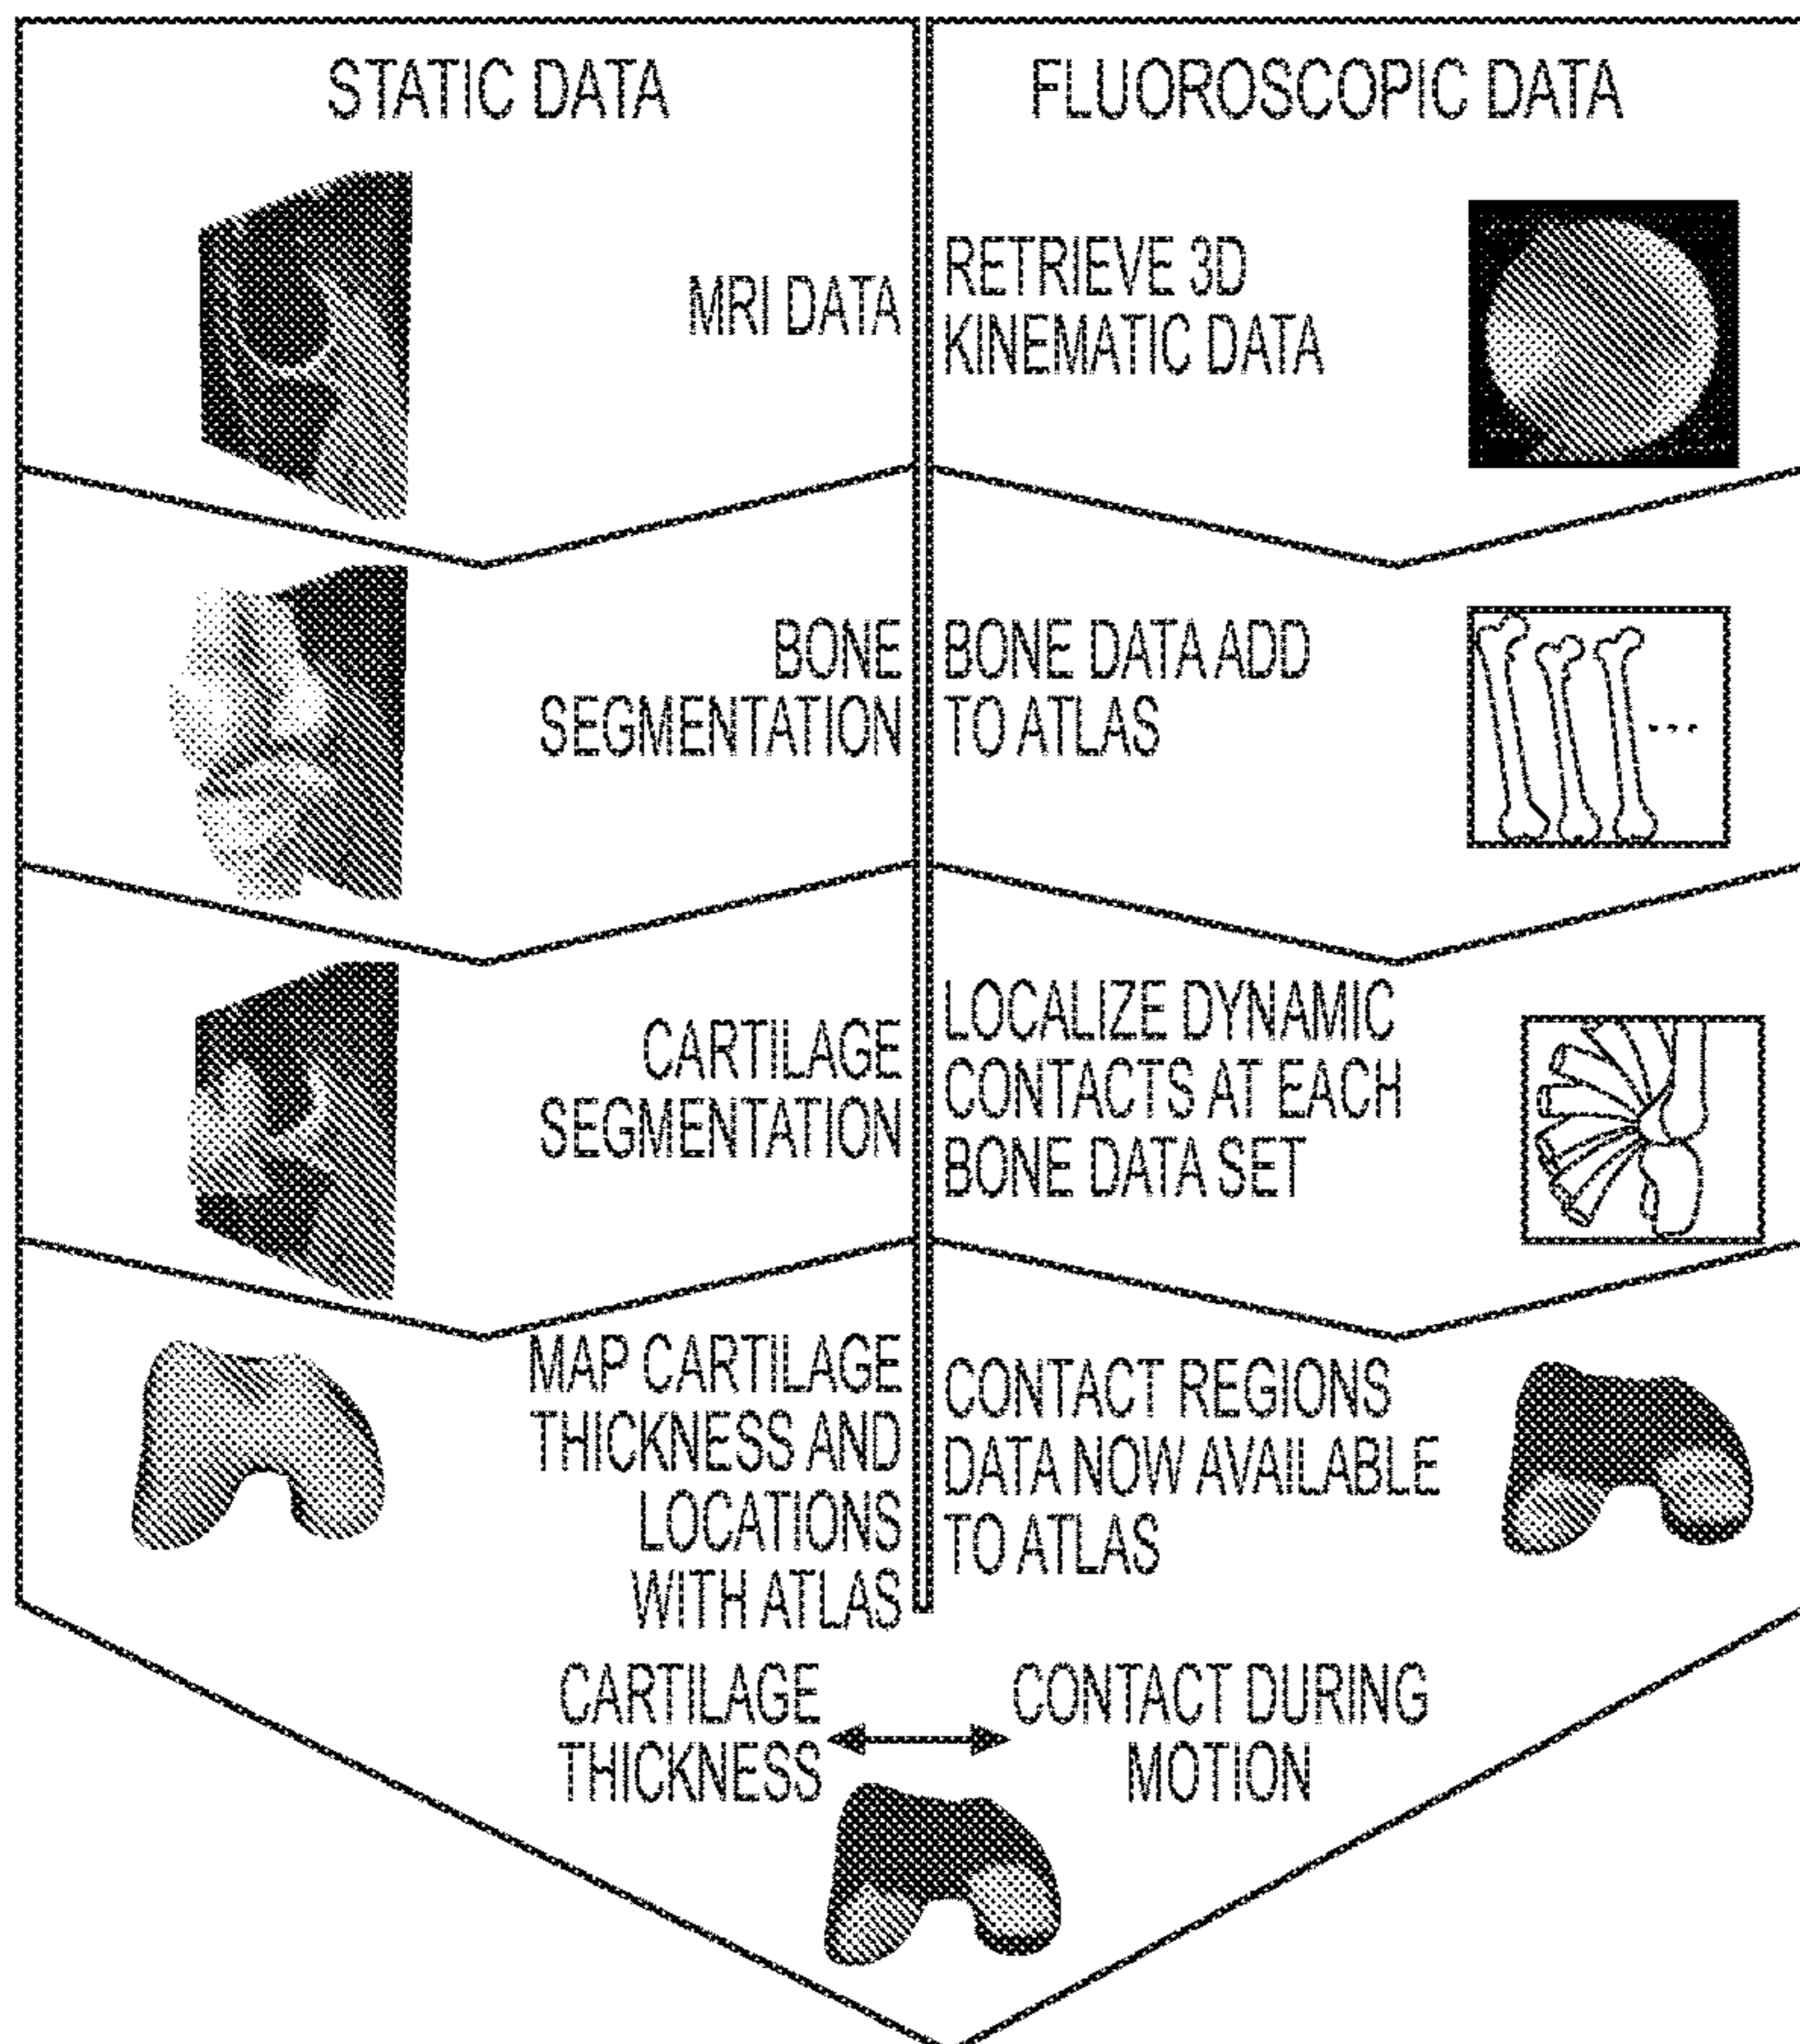 STATIC DATA
FLUOROSCOPIC DATA
MRI DATA
RETRIEVE 3D
KINEMATIC DATA
BONE
SEGMENTATION
BONE DATA ADD
TO ATLAS
...
CARTILAGE
SEGMENTATION
LOCALIZE DYNAMIC
CONTACTS AT EACH
BONE DATA SET
MAP CARTILAGE
THICKNESS AND
LOCATIONS
WITH ATLAS
CONTACT REGIONS
DATA NOW AVAILABLE
TO ATLAS
CARTILAGE
THICKNESS
CONTACT DURING
MOTION